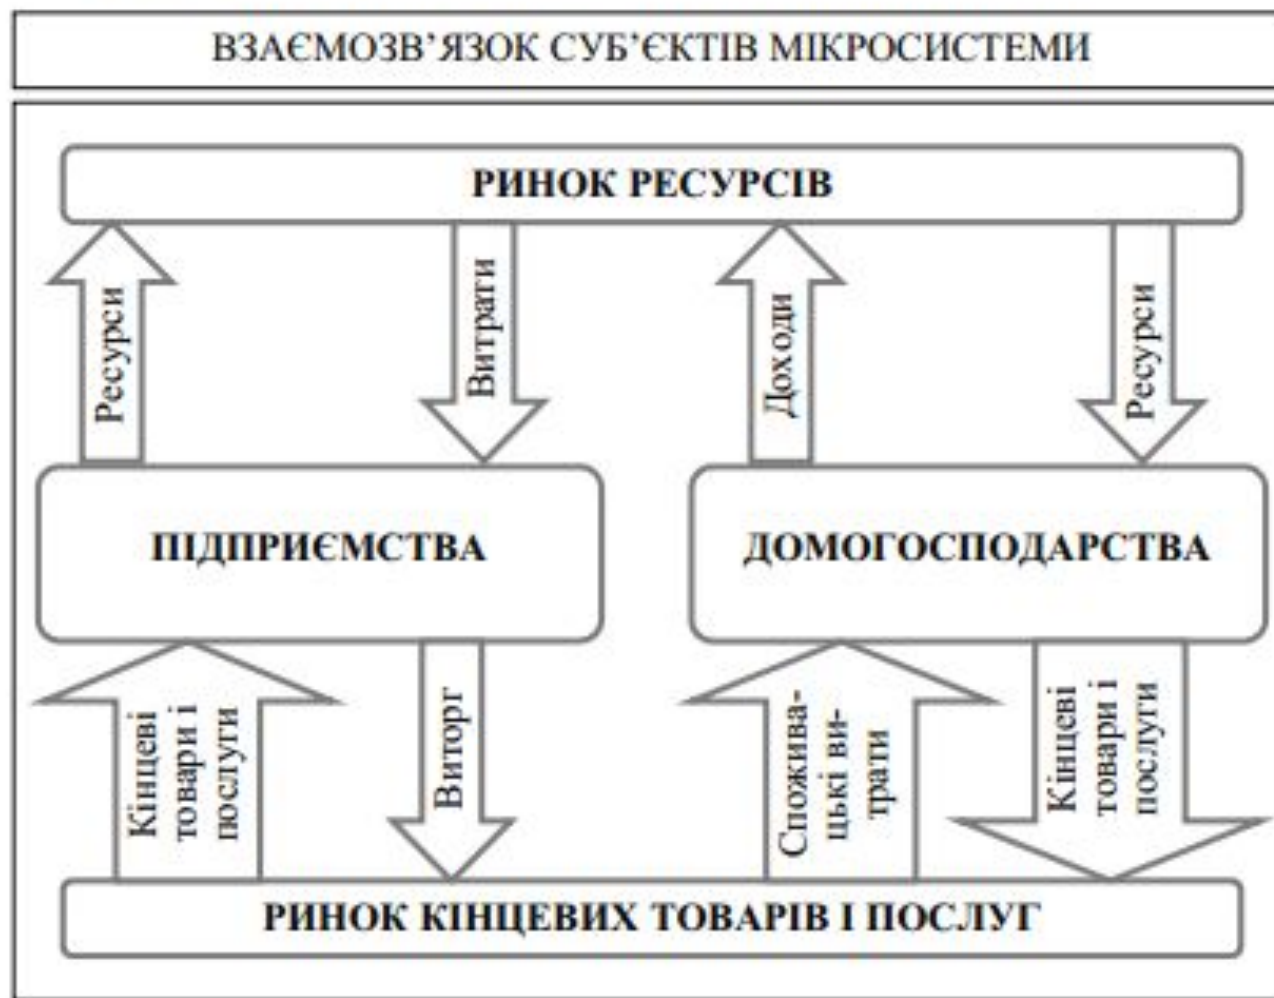 ВЗАЄМОЗВ’ЯЗОК СУБ’ЄКТІВ МІКРОСИСТЕМИ
РИНОК РЕСУРСІВ
Ресурси
Витрати
Доходи
Ресурси
ПІДПРИЄМСТВА
ДОМОГОСПОДАРСТВА
Кінцеві
товари і
послуги
Виторг
Спожива-
цькі ви-
трати
Кінцеві
товари і
послуги
РИНОК КІНЦЕВИХ ТОВАРІВ І ПОСЛУГ